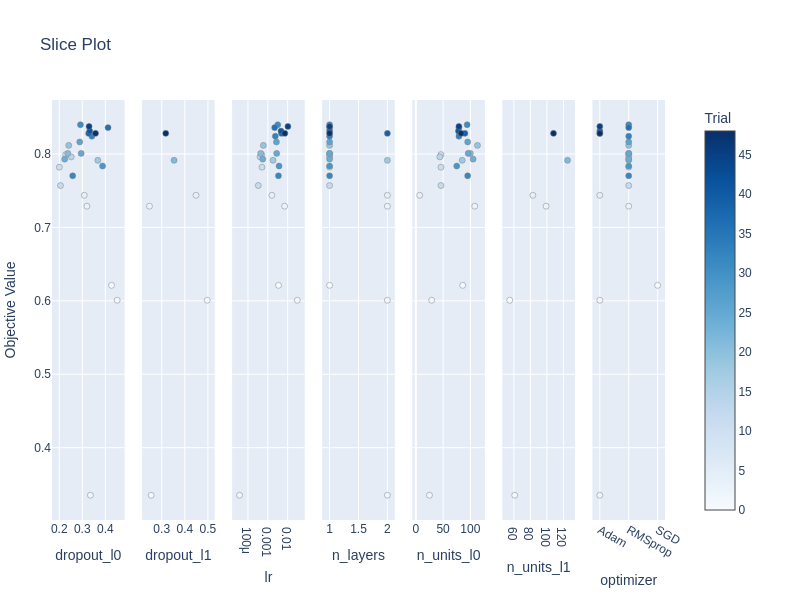 Slice Plot
Trial
Objective Value
0.8
0.7
0.6
0.5
0.4
0.2 0.3 0.4
0.3 0.4 0.5
100μ 0.001 0.01
1 1.5 2
0 50 100
60 80 100 120
Adam RMSprop SGD
dropout_l0
dropout_l1
lr
n_layers
n_units_l0
n_units_l1
optimizer
45
40
35
30
25
20
15
10
5
0